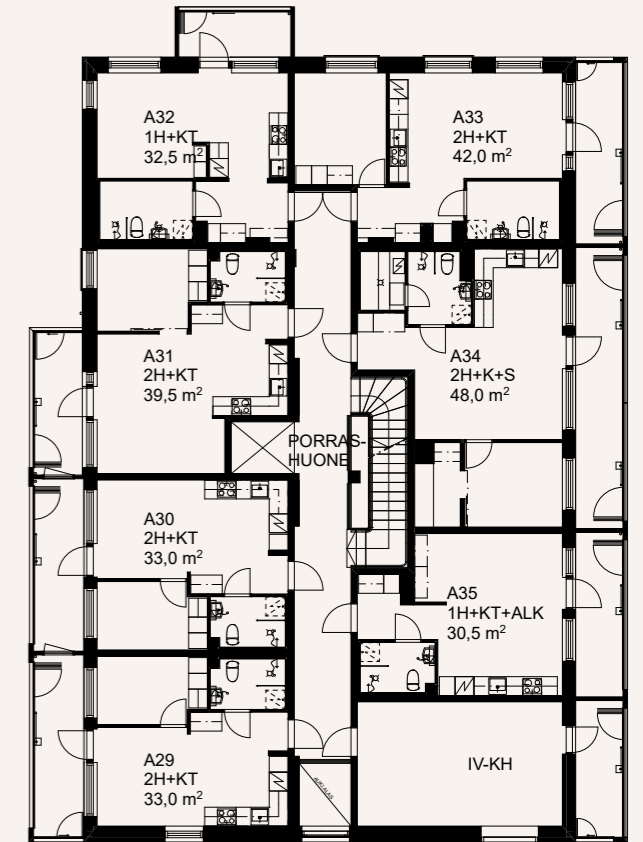 A32
1H+KT
32,5 m²
A33
2H+KT
42,0 m²
A31
2H+KT
39,5 m²
A34
2H+K+S
48,0 m²
PORRAS-
HUONE
A30
2H+KT
33,0 m²
A35
1H+KT+ALK
30,5 m²
A29
2H+KT
33,0 m²
IV-KH